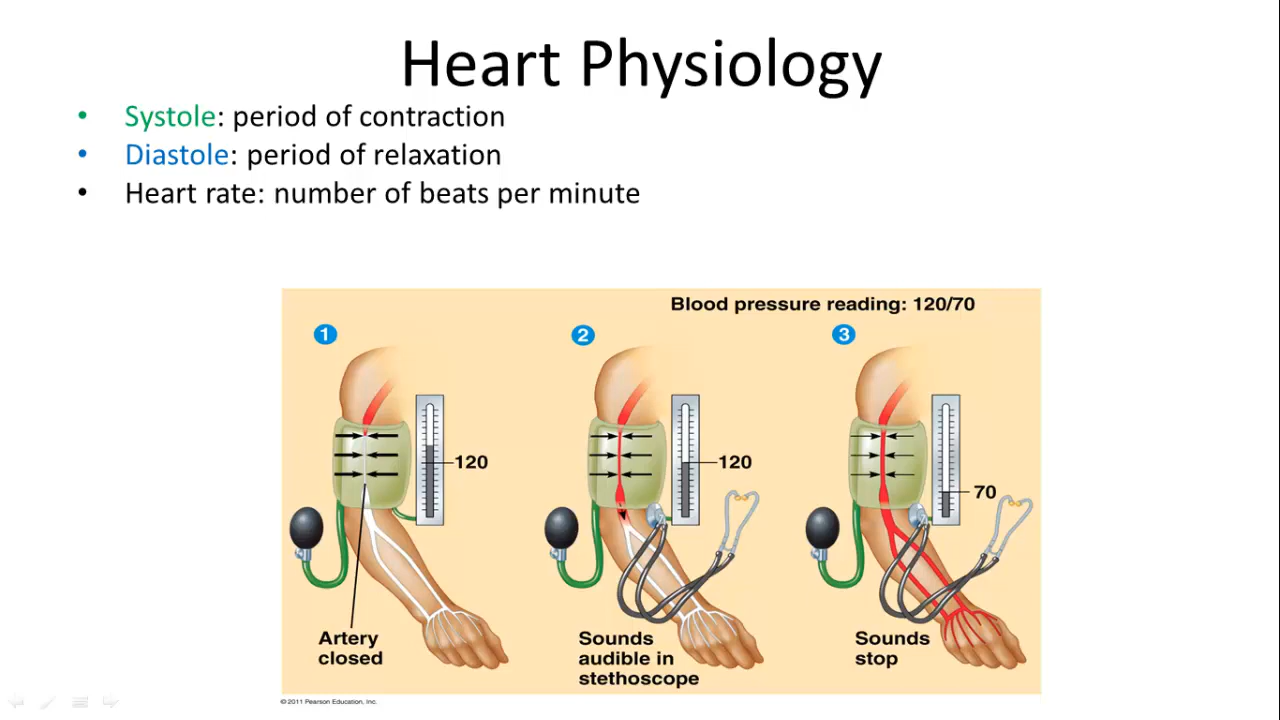 Heart Physiology
• Systole: period of contraction
• Diastole: period of relaxation
• Heart rate: number of beats per minute
Blood pressure reading: 120/70
1
2
3
120
120
70
Artery
closed
Sounds
audible in
stethoscope
Sounds
stop
© 2011 Pearson Education, Inc.